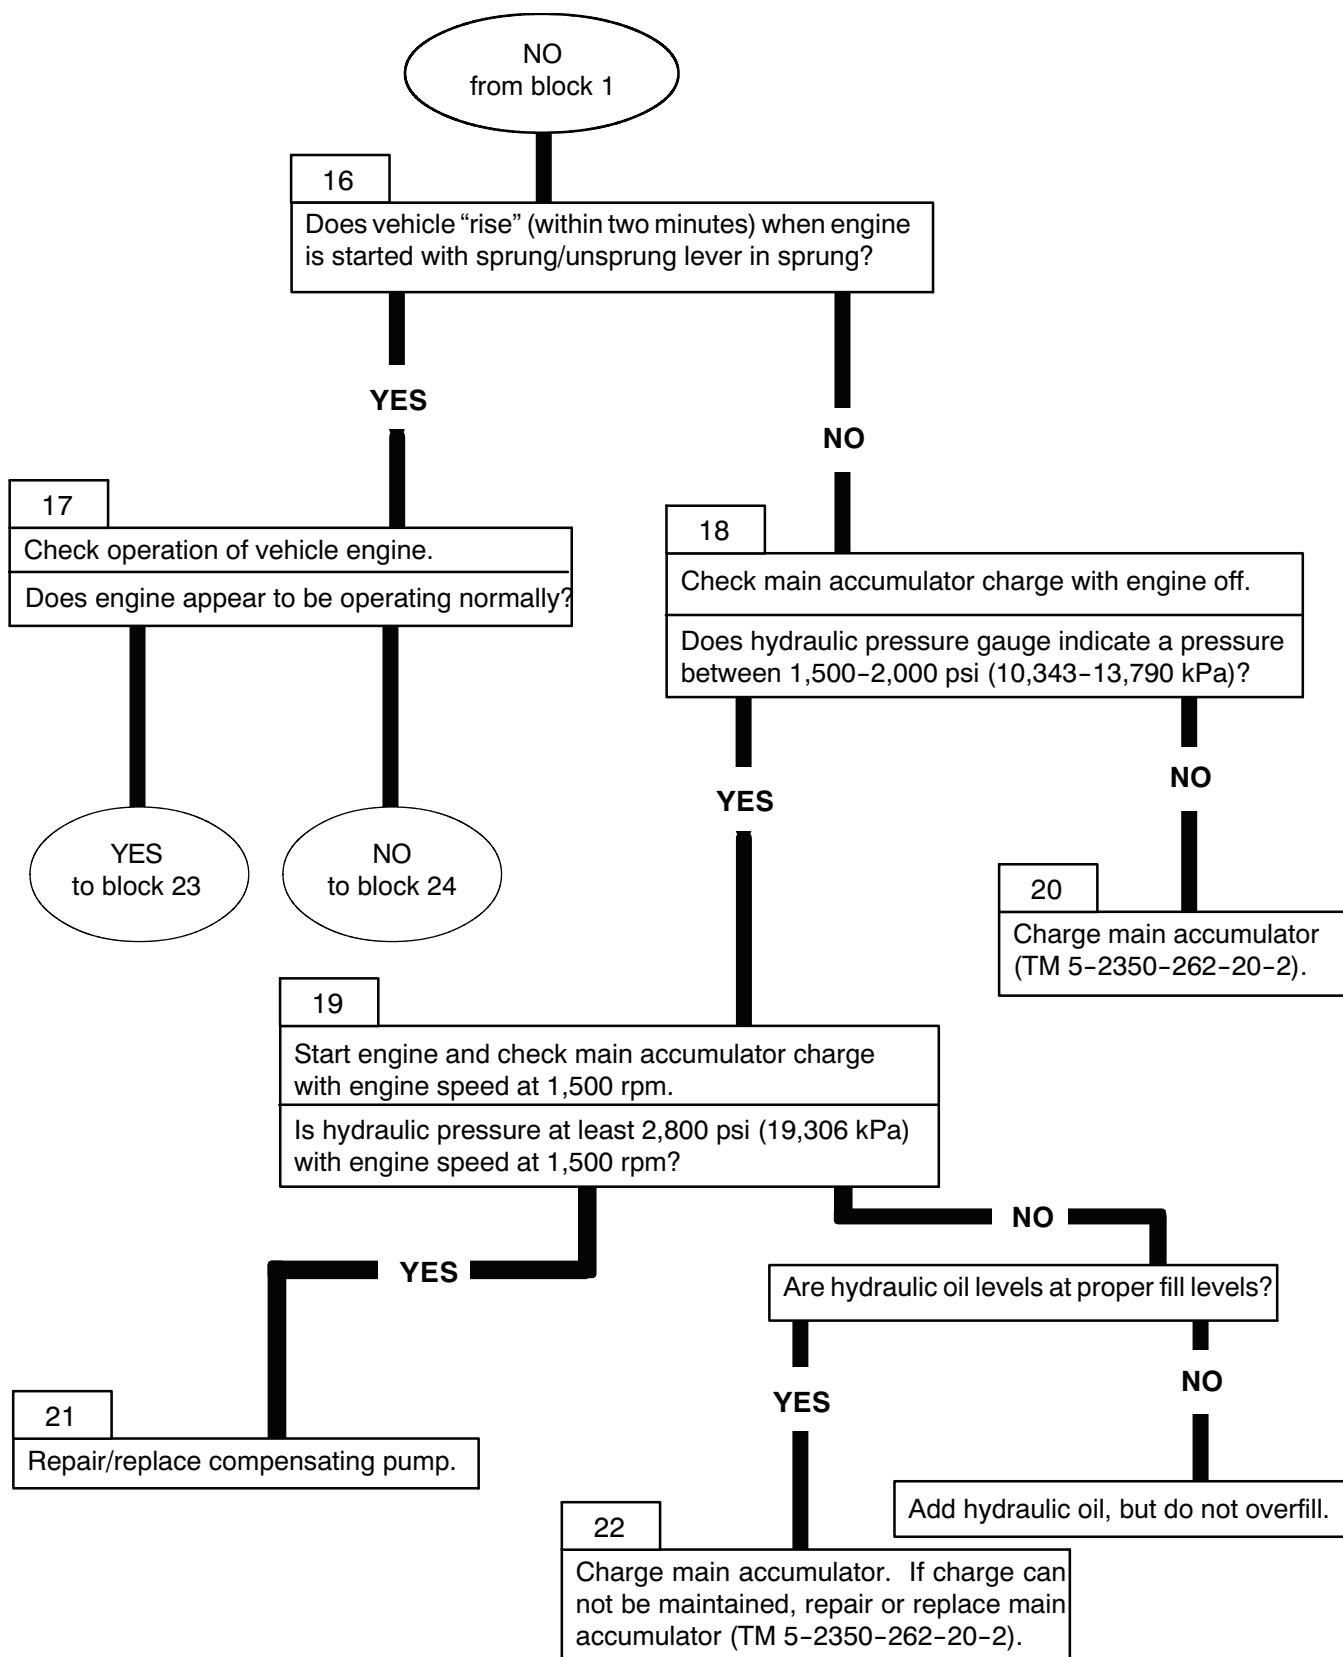 NO
from block 1
16
Does vehicle “rise” (within two minutes) when engine
is started with sprung/unsprung lever in sprung?
YES
NO
17
Check operation of vehicle engine.
Does engine appear to be operating normally?
18
Check main accumulator charge with engine off.
Does hydraulic pressure gauge indicate a pressure
between 1,500–2,000 psi (10,343–13,790 kPa)?
YES
NO
YES
to block 23
NO
to block 24
20
Charge main accumulator
(TM 5–2350–262–20–2).
19
Start engine and check main accumulator charge
with engine speed at 1,500 rpm.
Is hydraulic pressure at least 2,800 psi (19,306 kPa)
with engine speed at 1,500 rpm?
YES
NO
Are hydraulic oil levels at proper fill levels?
YES
NO
21
Repair/replace compensating pump.
Add hydraulic oil, but do not overfill.
22
Charge main accumulator. If charge can
not be maintained, repair or replace main
accumulator (TM 5–2350–262–20–2).